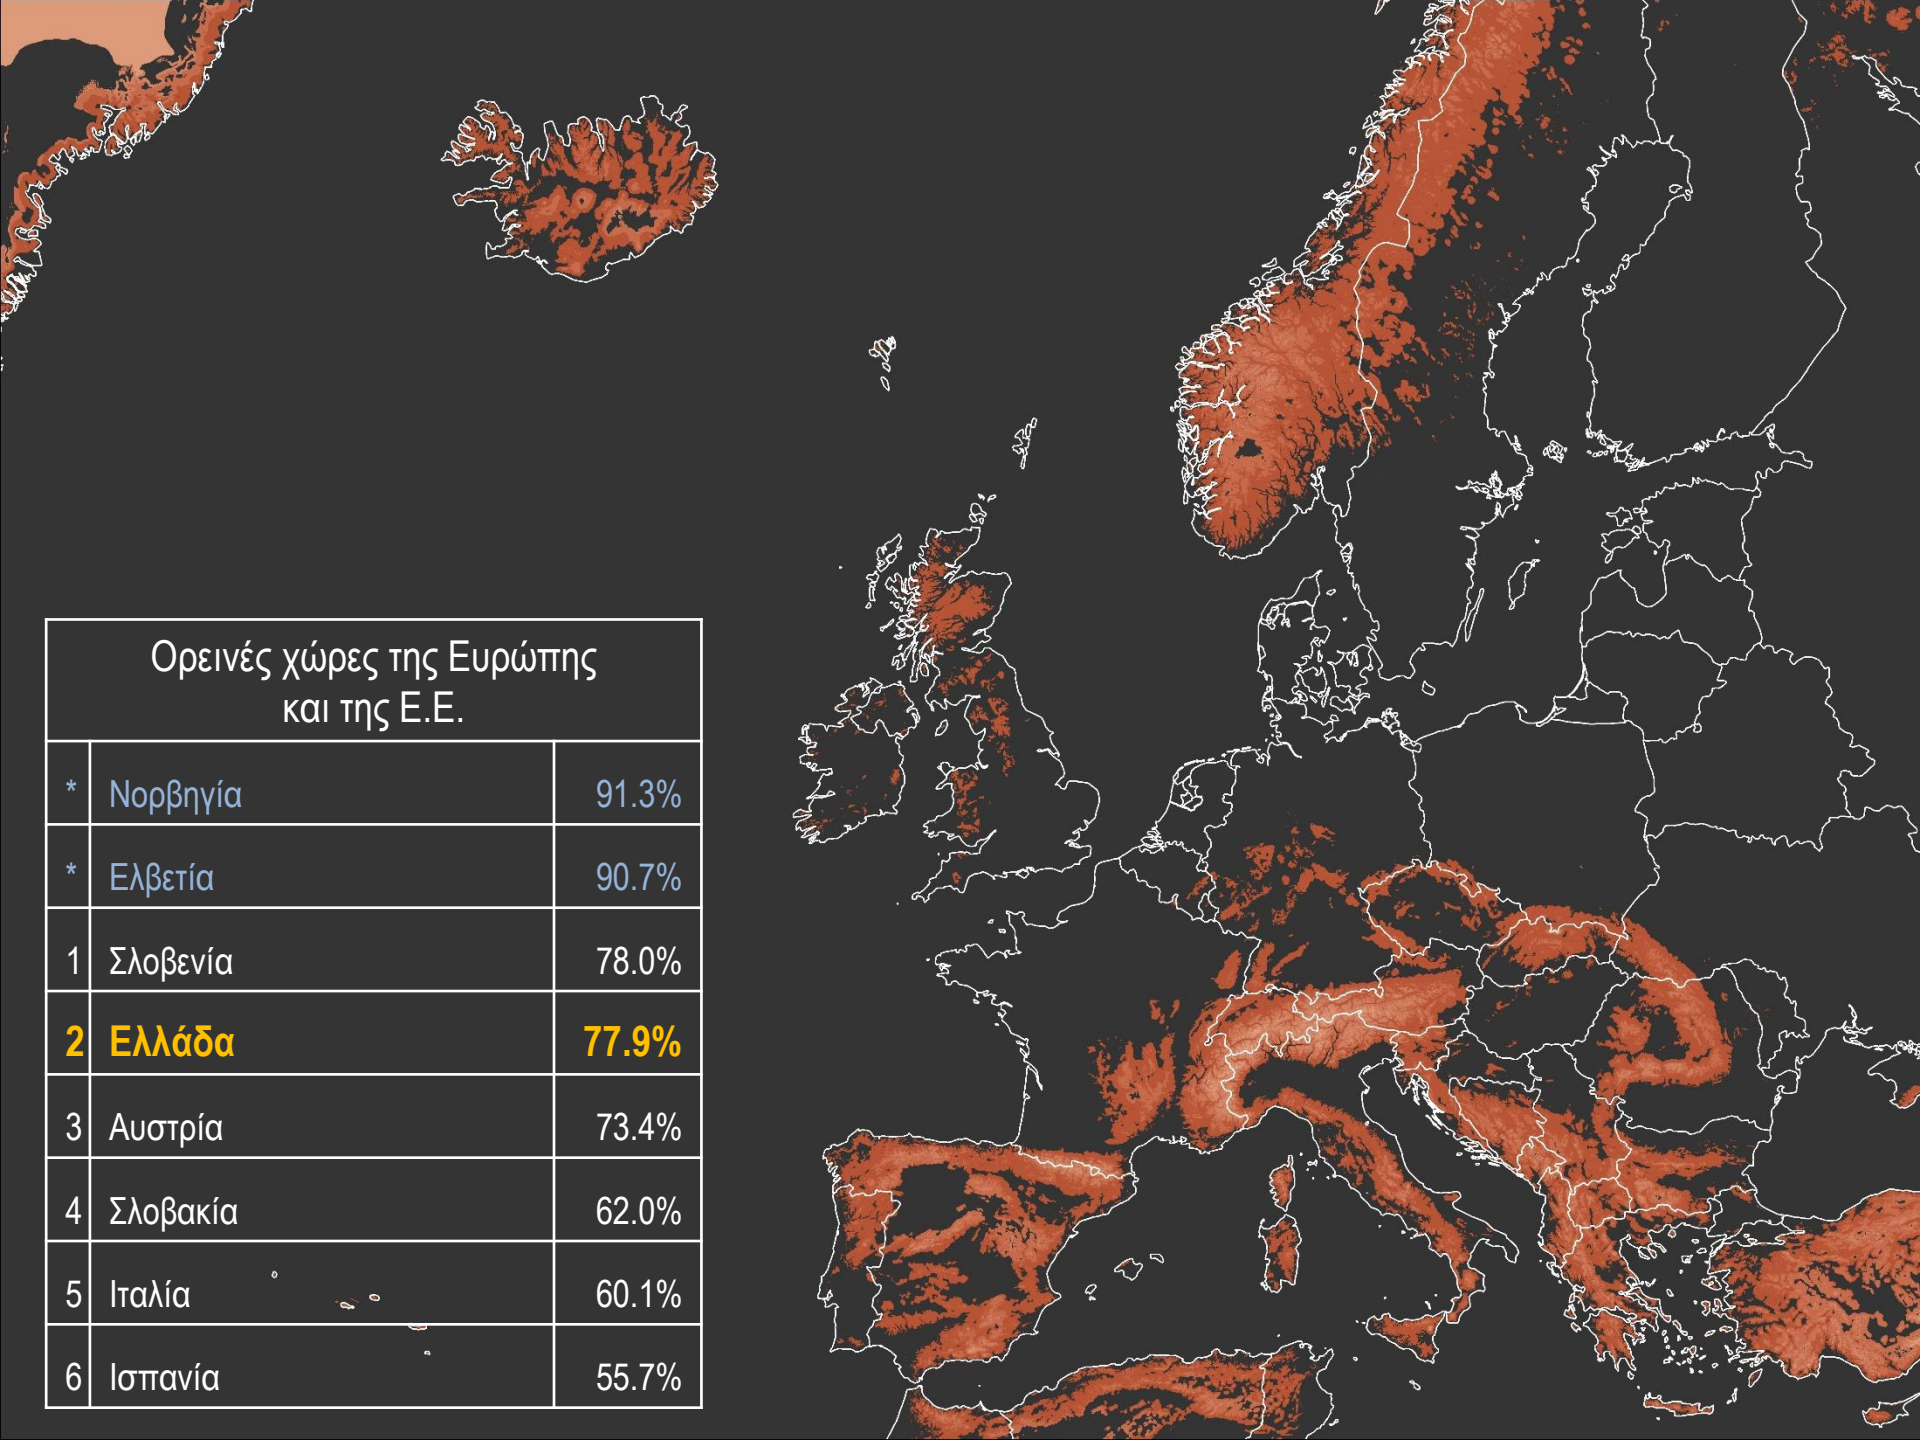 Ορεινές χώρες της Ευρώπης
και της Ε.Ε.
* Νορβηγία 91.3%
* Ελβετία 90.7%
1 Σλοβενία 78.0%
2 Ελλάδα 77.9%
3 Αυστρία 73.4%
4 Σλοβακία 62.0%
5 Ιταλία 60.1%
6 Ισπανία 55.7%